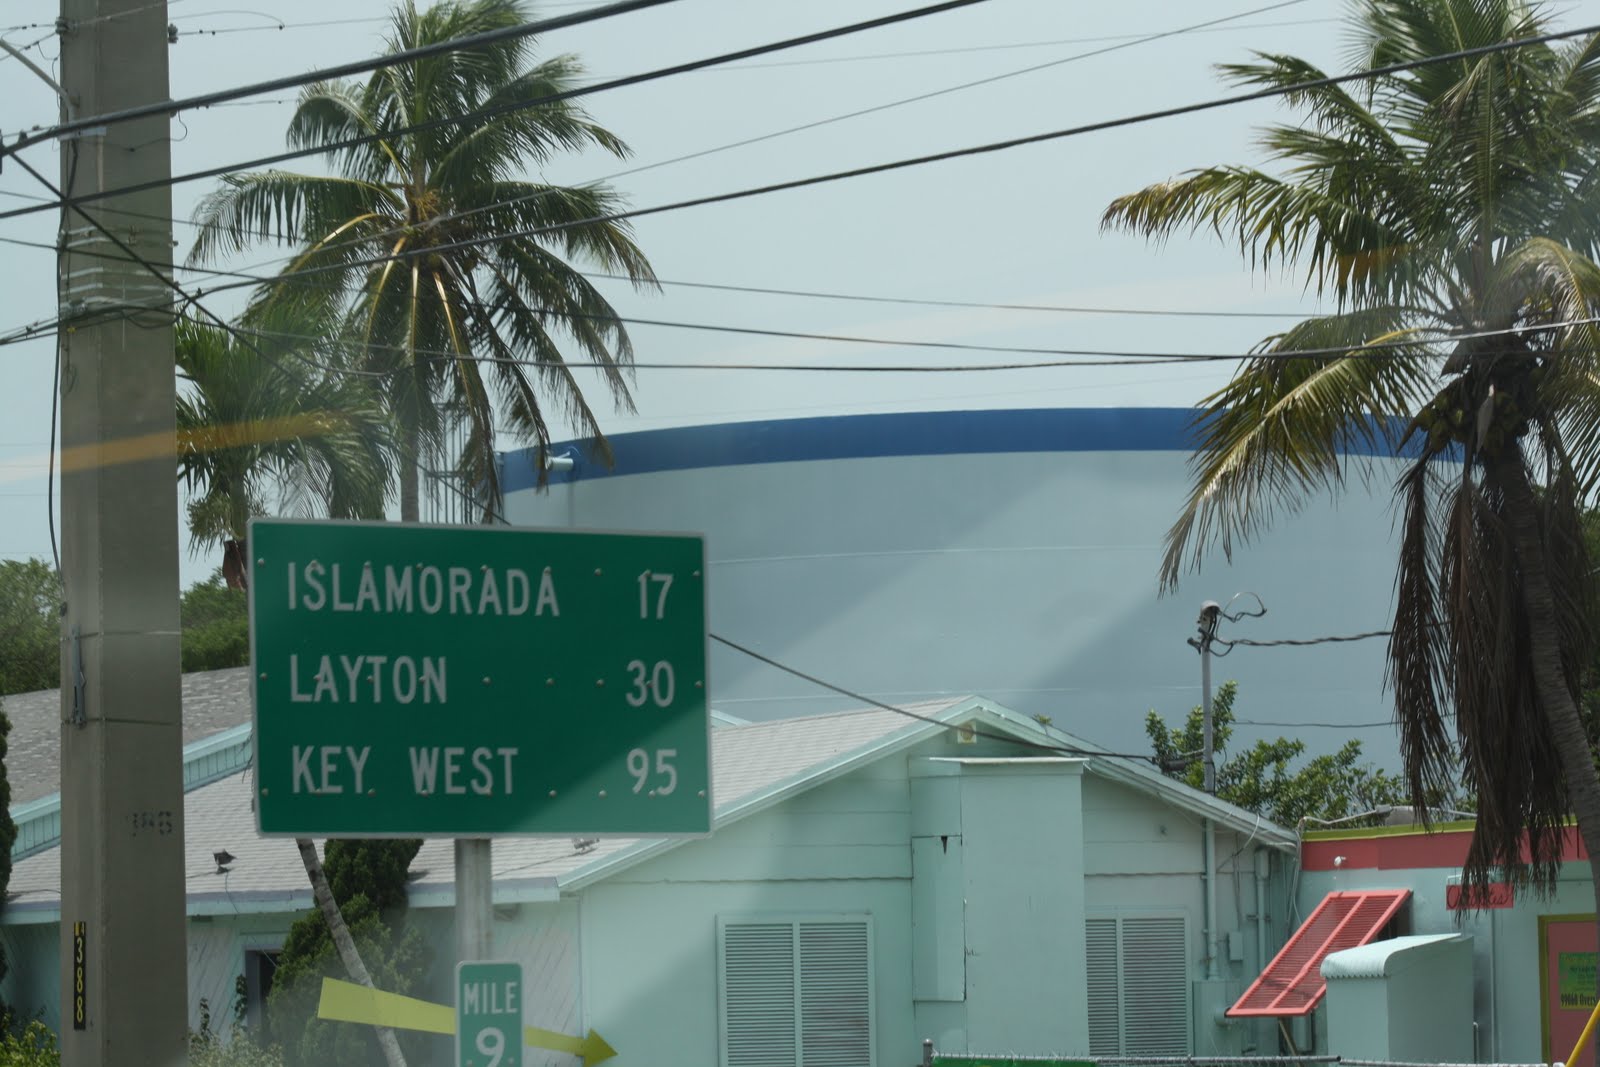 ISLAMORADA 17
LAYTON 30
KEY WEST 95
MILE
9
388